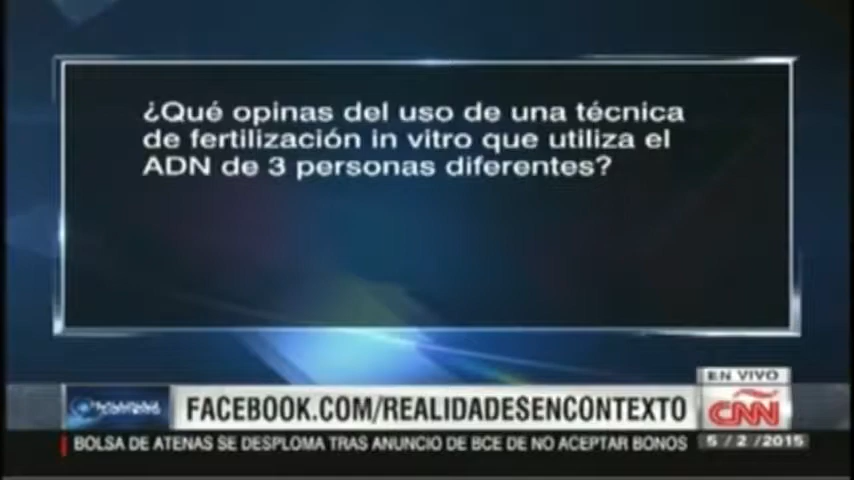 ¿Qué opinas del uso de una técnica
de fertilización in vitro que utiliza el
ADN de 3 personas diferentes?
EN VIVO
FACEBOOK.COM/REALIDADESENCONTEXTO
CNN
BOLSA DE ATENAS SE DESPLOMA TRAS ANUNCIO DE BCE DE NO ACEPTAR BONOS
5/2/2015